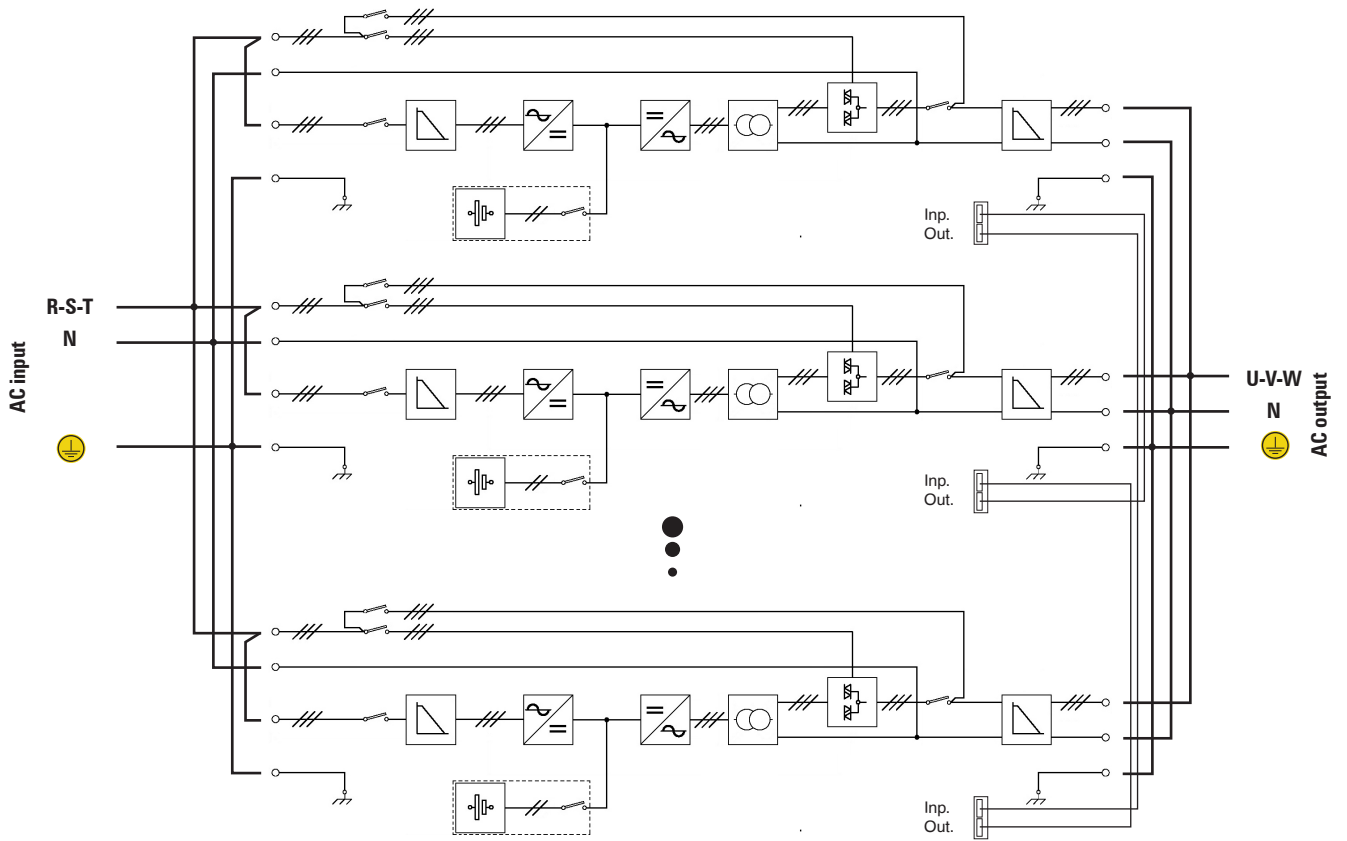 Inp.
Out.
R-S-T
N
AC input
U-V-W
N
AC output
Inp.
Out.
Inp.
Out.